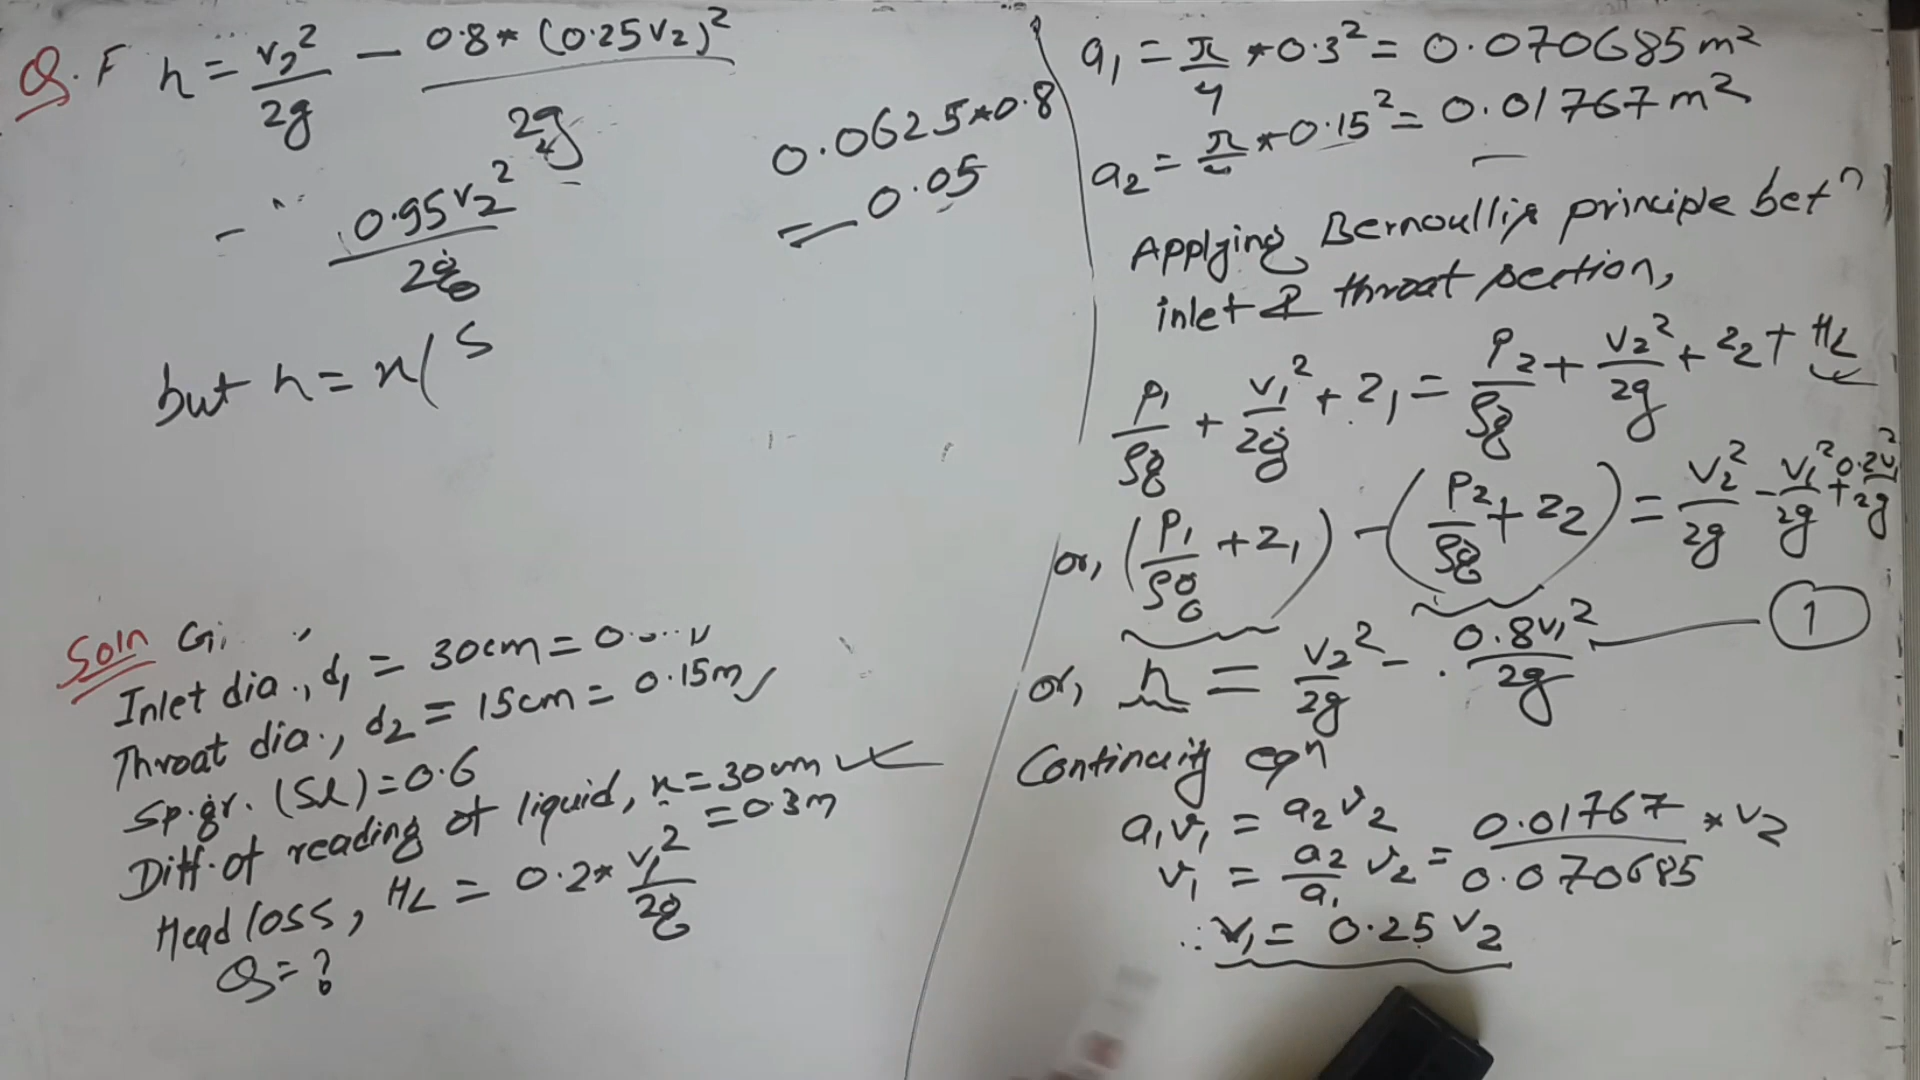 Q. F h = v₂²/2g − 0.8*(0.25v₂)²/2g
0.0625*0.8
= 0.05
= 0.95v₂²/2g
but h = x(S
Soln Gi
Inlet dia., d₁ = 30cm = 0.
Throat dia., d₂ = 15cm = 0.15m
Sp.gr. (Sl) = 0.6
Diff. of reading of liquid, x = 30cm
= 0.3m
Head loss, H_L = 0.2* v₁²/2g
Q = ?
a₁ = π/4 * 0.3² = 0.070685 m²
a₂ = π/4 * 0.15² = 0.01767 m²
Applying Bernoulli's principle betⁿ
inlet & throat section,
P₁/ρg + v₁²/2g + z₁ = P₂/ρg + v₂²/2g + z₂ + H_L
or, (P₁/ρg + z₁) − (P₂/ρg + z₂) = v₂²/2g − v₁²/2g + 0.2v₁²/2g
or, h = v₂²/2g − 0.8v₁²/2g — 1
Continuity eqⁿ
a₁v₁ = a₂v₂
v₁ = a₂/a₁ v₂ = 0.01767/0.070685 * v₂
∴ v₁ = 0.25 v₂